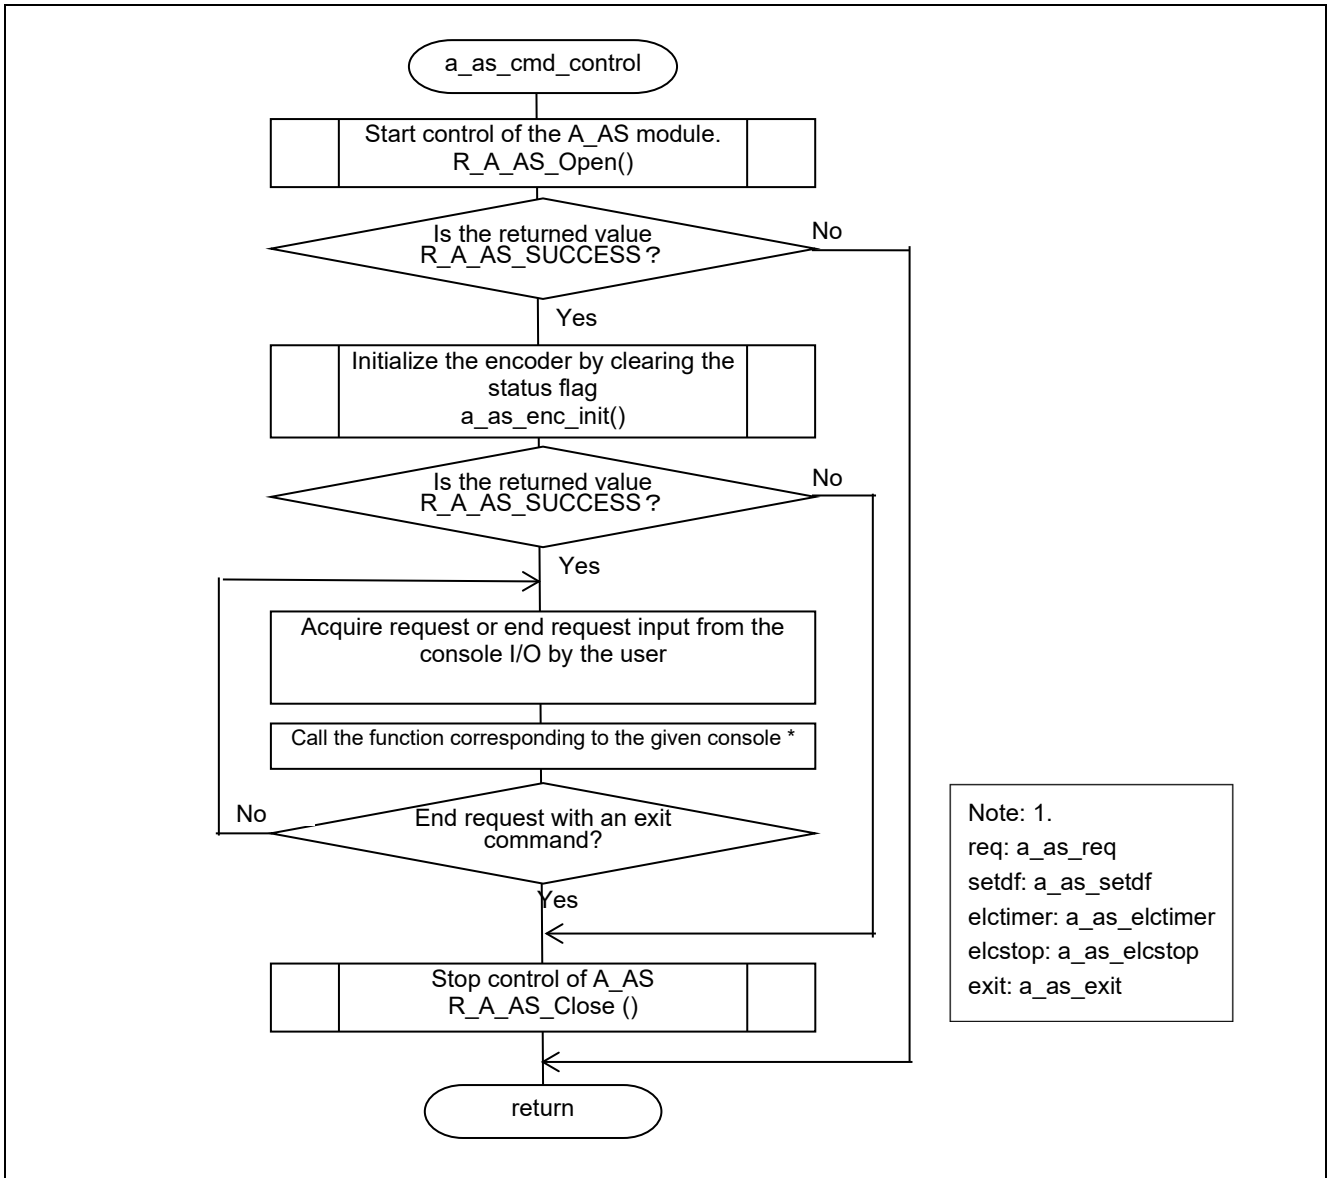 a_as_cmd_control
Start control of the A_AS module.
R_A_AS_Open()
Is the returned value
R_A_AS_SUCCESS？
No
Yes
Initialize the encoder by clearing the
status flag
a_as_enc_init()
Is the returned value
R_A_AS_SUCCESS？
No
Yes
Acquire request or end request input from the
console I/O by the user
Call the function corresponding to the given console *
End request with an exit
command?
No
Yes
Stop control of A_AS
R_A_AS_Close ()
return
Note: 1.
req: a_as_req
setdf: a_as_setdf
elctimer: a_as_elctimer
elcstop: a_as_elcstop
exit: a_as_exit